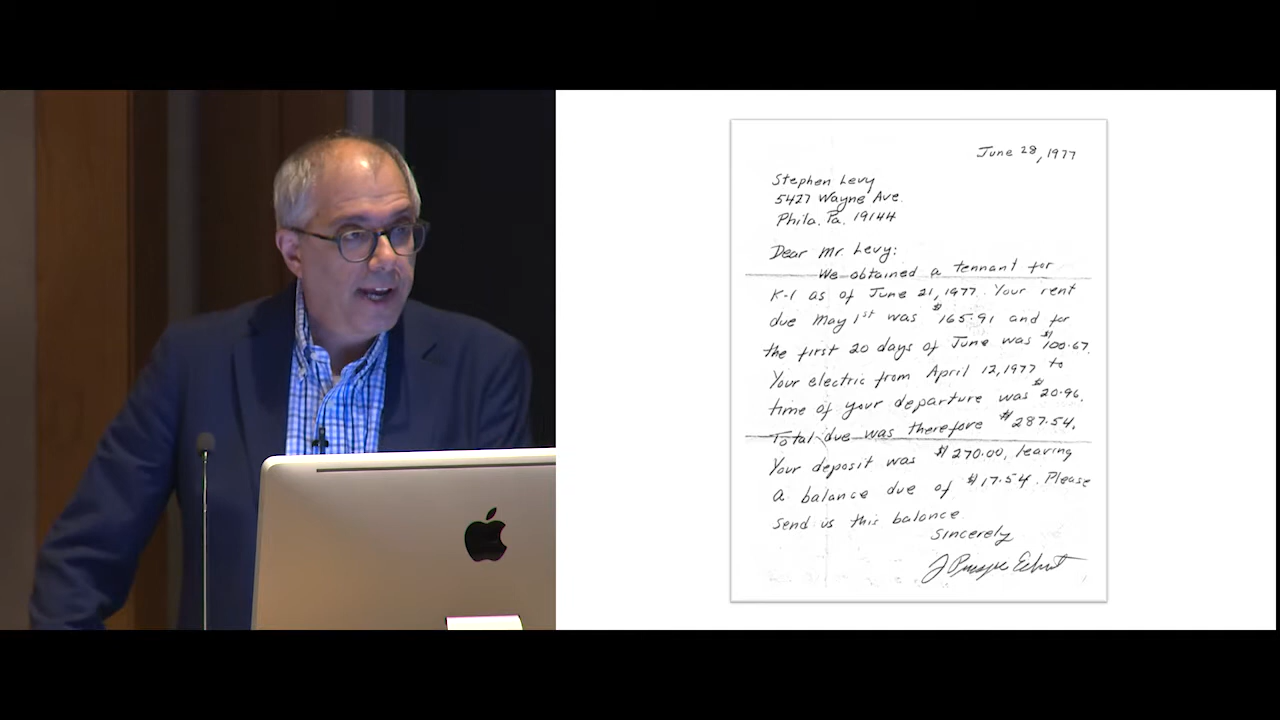 June 28, 1977
Stephen Levy
5427 Wayne Ave.
Phila. Pa. 19144
Dear Mr. Levy:
We obtained a tennant for
K-1 as of June 21, 1977. Your rent
due May 1st was $165.91 and for
the first 20 days of June was $100.67.
Your electric from April 12, 1977 to
time of your departure was $20.96.
Total due was therefore $287.54.
Your deposit was $270.00, leaving
a balance due of $17.54. Please
send us this balance.
Sincerely
J Presper Eckert